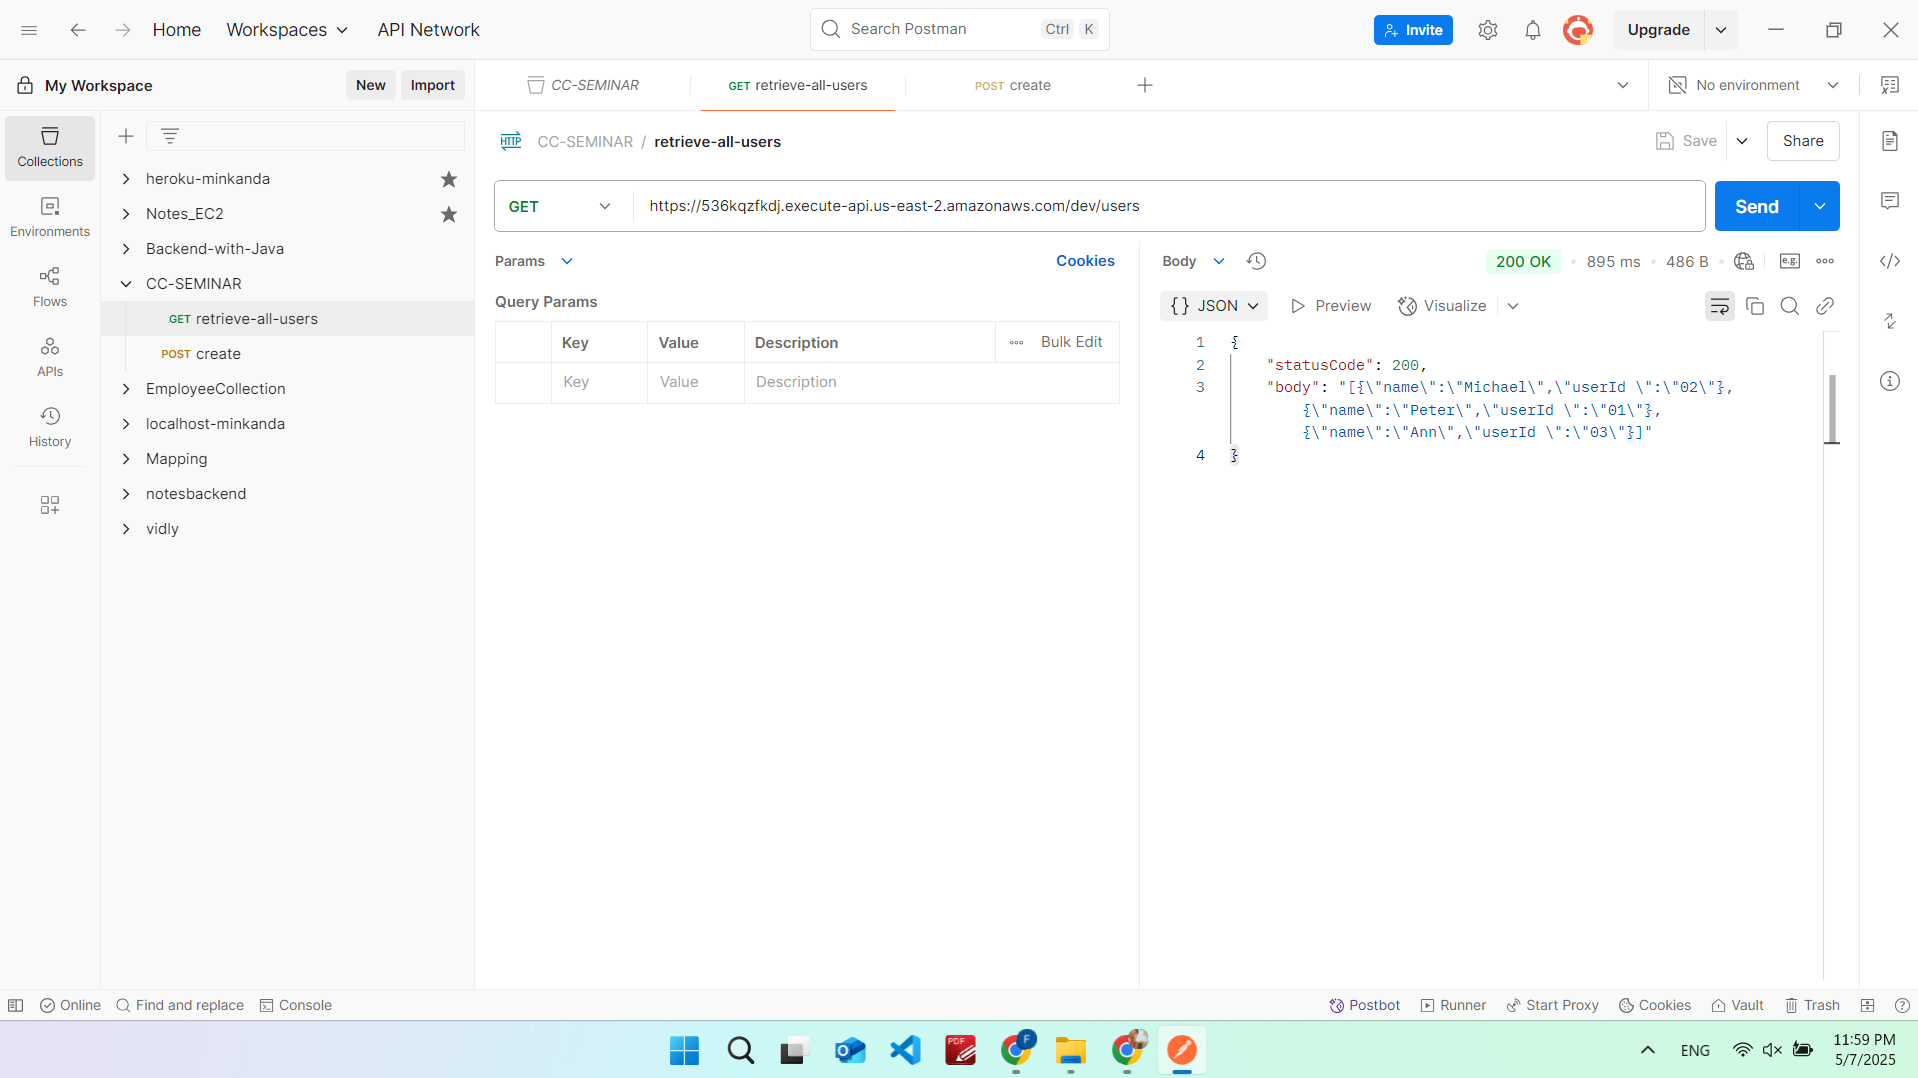 Home
Workspaces
API Network
Search Postman
Ctrl
K
Invite
Upgrade
My Workspace
New
Import
CC-SEMINAR
GET retrieve-all-users
POST create
No environment
Collections
Environments
Flows
APIs
History
heroku-minkanda
Notes_EC2
Backend-with-Java
CC-SEMINAR
GET retrieve-all-users
POST create
EmployeeCollection
localhost-minkanda
Mapping
notesbackend
vidly
HTTP
CC-SEMINAR / retrieve-all-users
Save
Share
GET
https://536kqzfkdj.execute-api.us-east-2.amazonaws.com/dev/users
Send
Params
Cookies
Query Params
Key Value Description
Bulk Edit
Key Value Description
Body
200 OK
895 ms
486 B
e.g.
{} JSON
Preview
Visualize
1 {
2 "statusCode": 200,
3 "body": "[{\"name\":\"Michael\",\"userId \":\"02\"},
{\"name\":\"Peter\",\"userId \":\"01\"},
{\"name\":\"Ann\",\"userId \":\"03\"}]"
4 }
Online
Find and replace
Console
Postbot
Runner
Start Proxy
Cookies
Vault
Trash
PDF
F
ENG
11:59 PM
5/7/2025